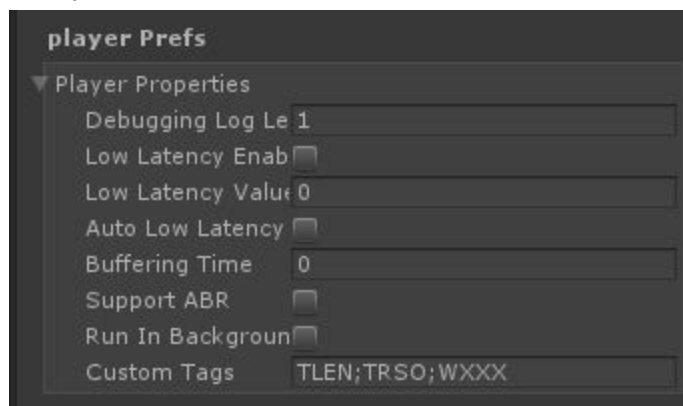 player Prefs
Player Properties
Debugging Log Le 1
Low Latency Enab
Low Latency Value 0
Auto Low Latency
Buffering Time 0
Support ABR
Run In Backgroun
Custom Tags TLEN;TRSO;WXXX